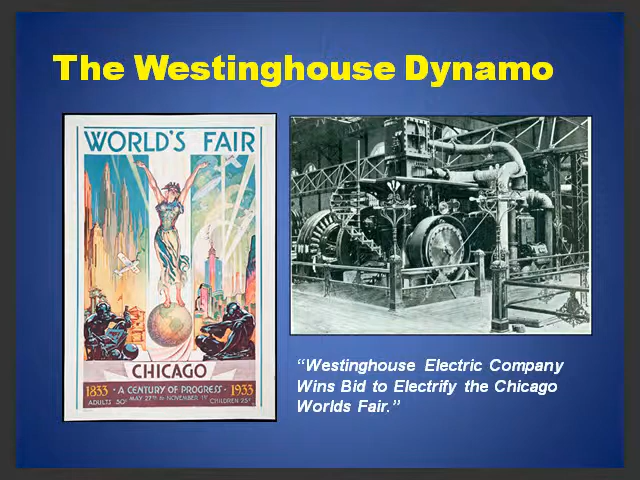 The Westinghouse Dynamo
WORLD'S FAIR
CHICAGO
1833 · A CENTURY OF PROGRESS · 1933
ADULTS 50¢ MAY 27TH to NOVEMBER 1ST CHILDREN 25¢
“Westinghouse Electric Company
Wins Bid to Electrify the Chicago
Worlds Fair.”